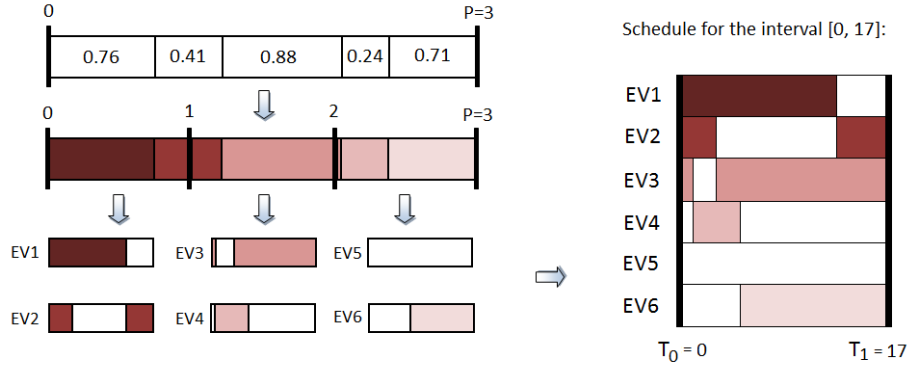 0 P=3
Schedule for the interval [0, 17]:
0.76 0.41 0.88 0.24 0.71
0 1 2 P=3
EV1 EV3 EV5
EV2 EV4 EV6
EV1
EV2
EV3
EV4
EV5
EV6
T0 = 0 T1 = 17